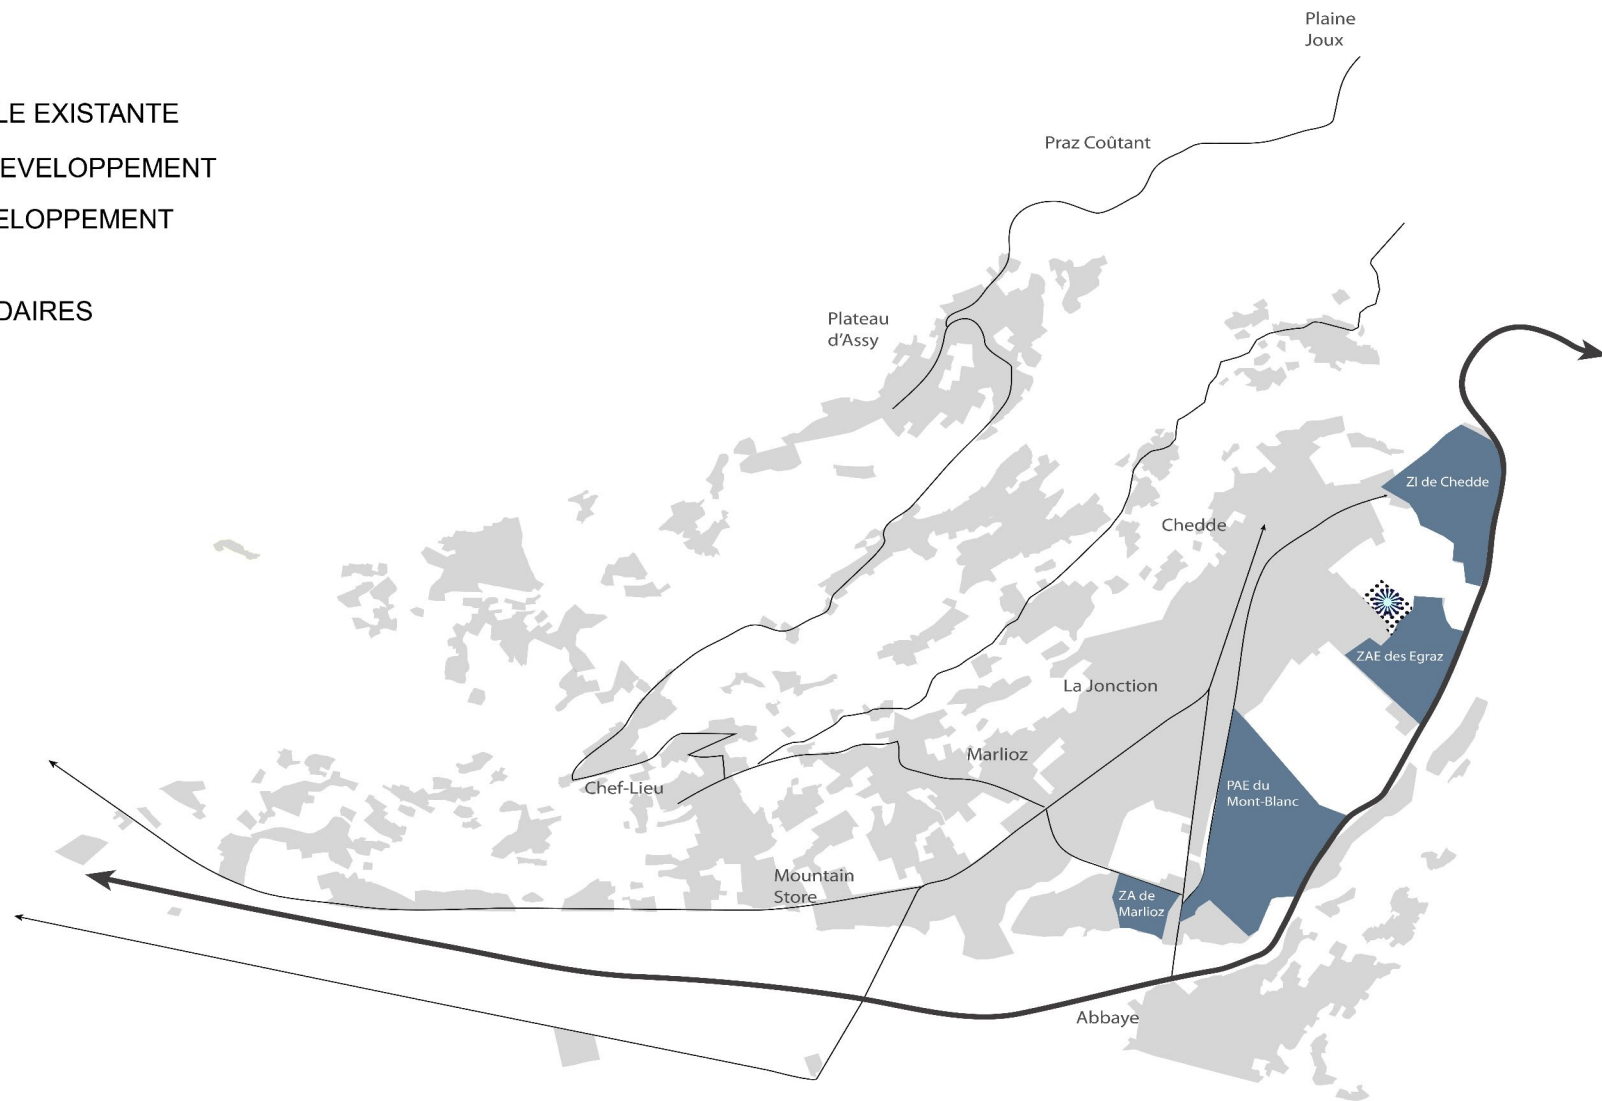 LE EXISTANTE
EVELOPPEMENT
ELOPPEMENT
DAIRES
Plaine
Joux
Praz Coûtant
Plateau
d'Assy
ZI de Chedde
Chedde
ZAE des Egraz
La Jonction
Marlioz
Chef-Lieu
PAE du
Mont-Blanc
Mountain
Store
ZA de
Marlioz
Abbaye